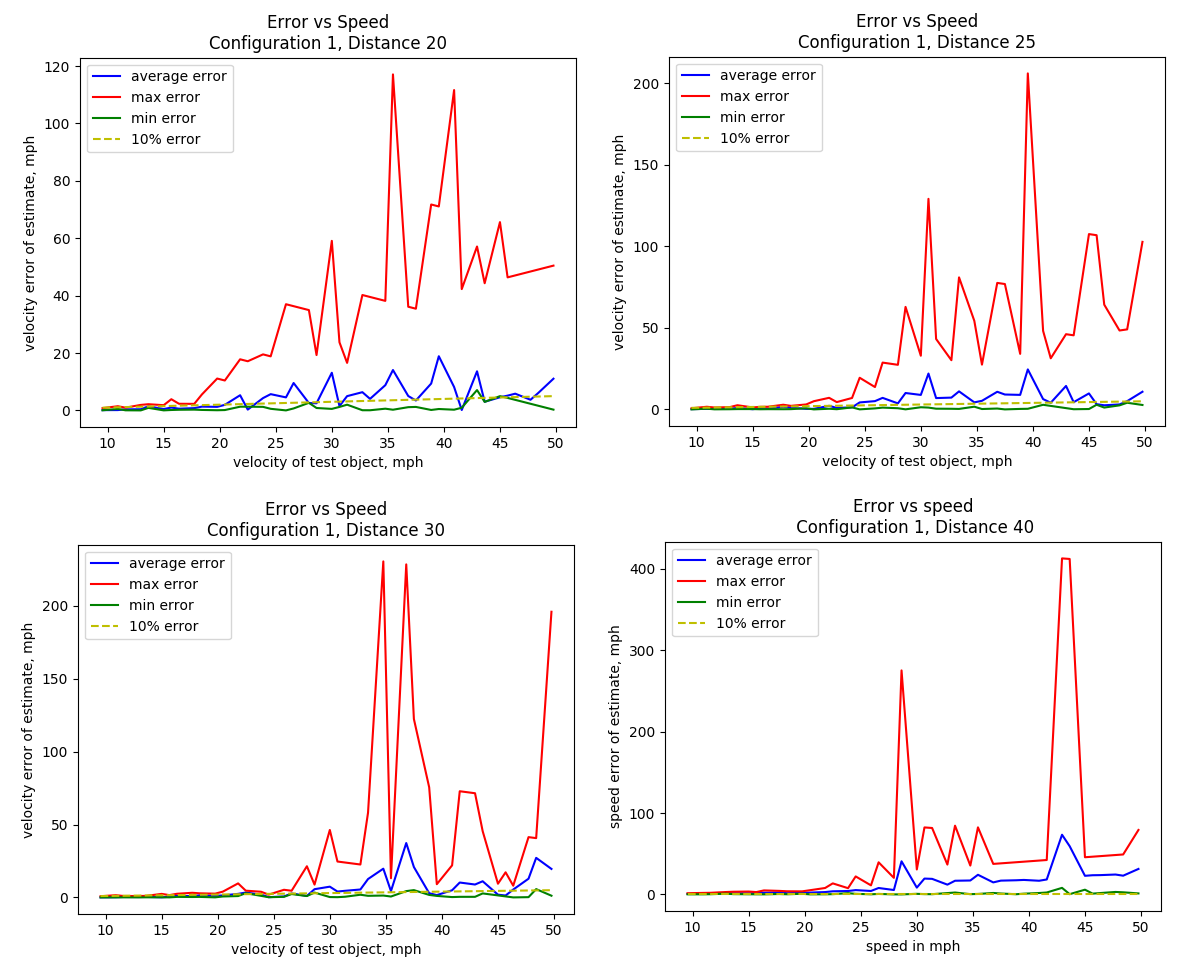 Error vs Speed
Configuration 1, Distance 20
average error
max error
min error
10% error
velocity error of estimate, mph
120
100
80
60
40
20
0
10
15
20
25
30
35
40
45
50
velocity of test object, mph
Error vs Speed
Configuration 1, Distance 25
average error
max error
min error
10% error
velocity error of estimate, mph
200
150
100
50
0
10
15
20
25
30
35
40
45
50
velocity of test object, mph
Error vs Speed
Configuration 1, Distance 30
average error
max error
min error
10% error
velocity error of estimate, mph
200
150
100
50
0
10
15
20
25
30
35
40
45
50
velocity of test object, mph
Error vs speed
Configuration 1, Distance 40
average error
max error
min error
10% error
speed error of estimate, mph
400
300
200
100
0
10
15
20
25
30
35
40
45
50
speed in mph